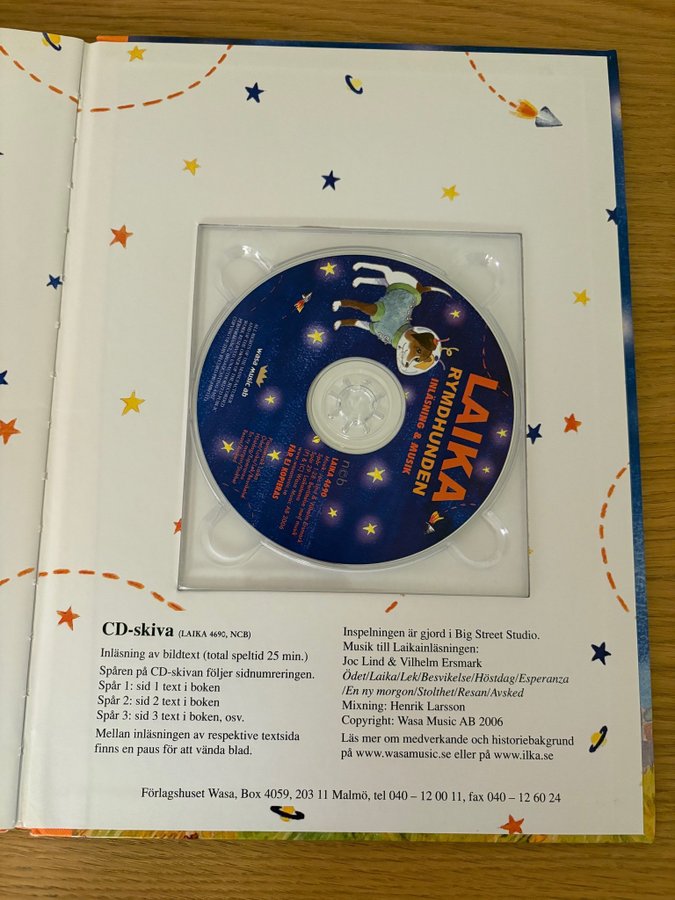 LAIKA
RYMDHUNDEN
INLÄSNING & MUSIK
wasa music ab
ncb
LAIKA 4690
FÅR EJ KOPIERAS
CD-skiva (LAIKA 4690, NCB)
Inläsning av bildtext (total speltid 25 min.)
Spåren på CD-skivan följer sidnumreringen.
Spår 1: sid 1 text i boken
Spår 2: sid 2 text i boken
Spår 3: sid 3 text i boken, osv.
Mellan inläsningen av respektive textsida
finns en paus för att vända blad.
Inspelningen är gjord i Big Street Studio.
Musik till Laikainläsningen:
Joc Lind & Vilhelm Ersmark
Ödet/Laika/Lek/Besvikelse/Höstdag/Esperanza
/En ny morgon/Stolthet/Resan/Avsked
Mixning: Henrik Larsson
Copyright: Wasa Music AB 2006
Läs mer om medverkande och historiebakgrund
på www.wasamusic.se eller på www.ilka.se
Förlagshuset Wasa, Box 4059, 203 11 Malmö, tel 040 – 12 00 11, fax 040 – 12 60 24